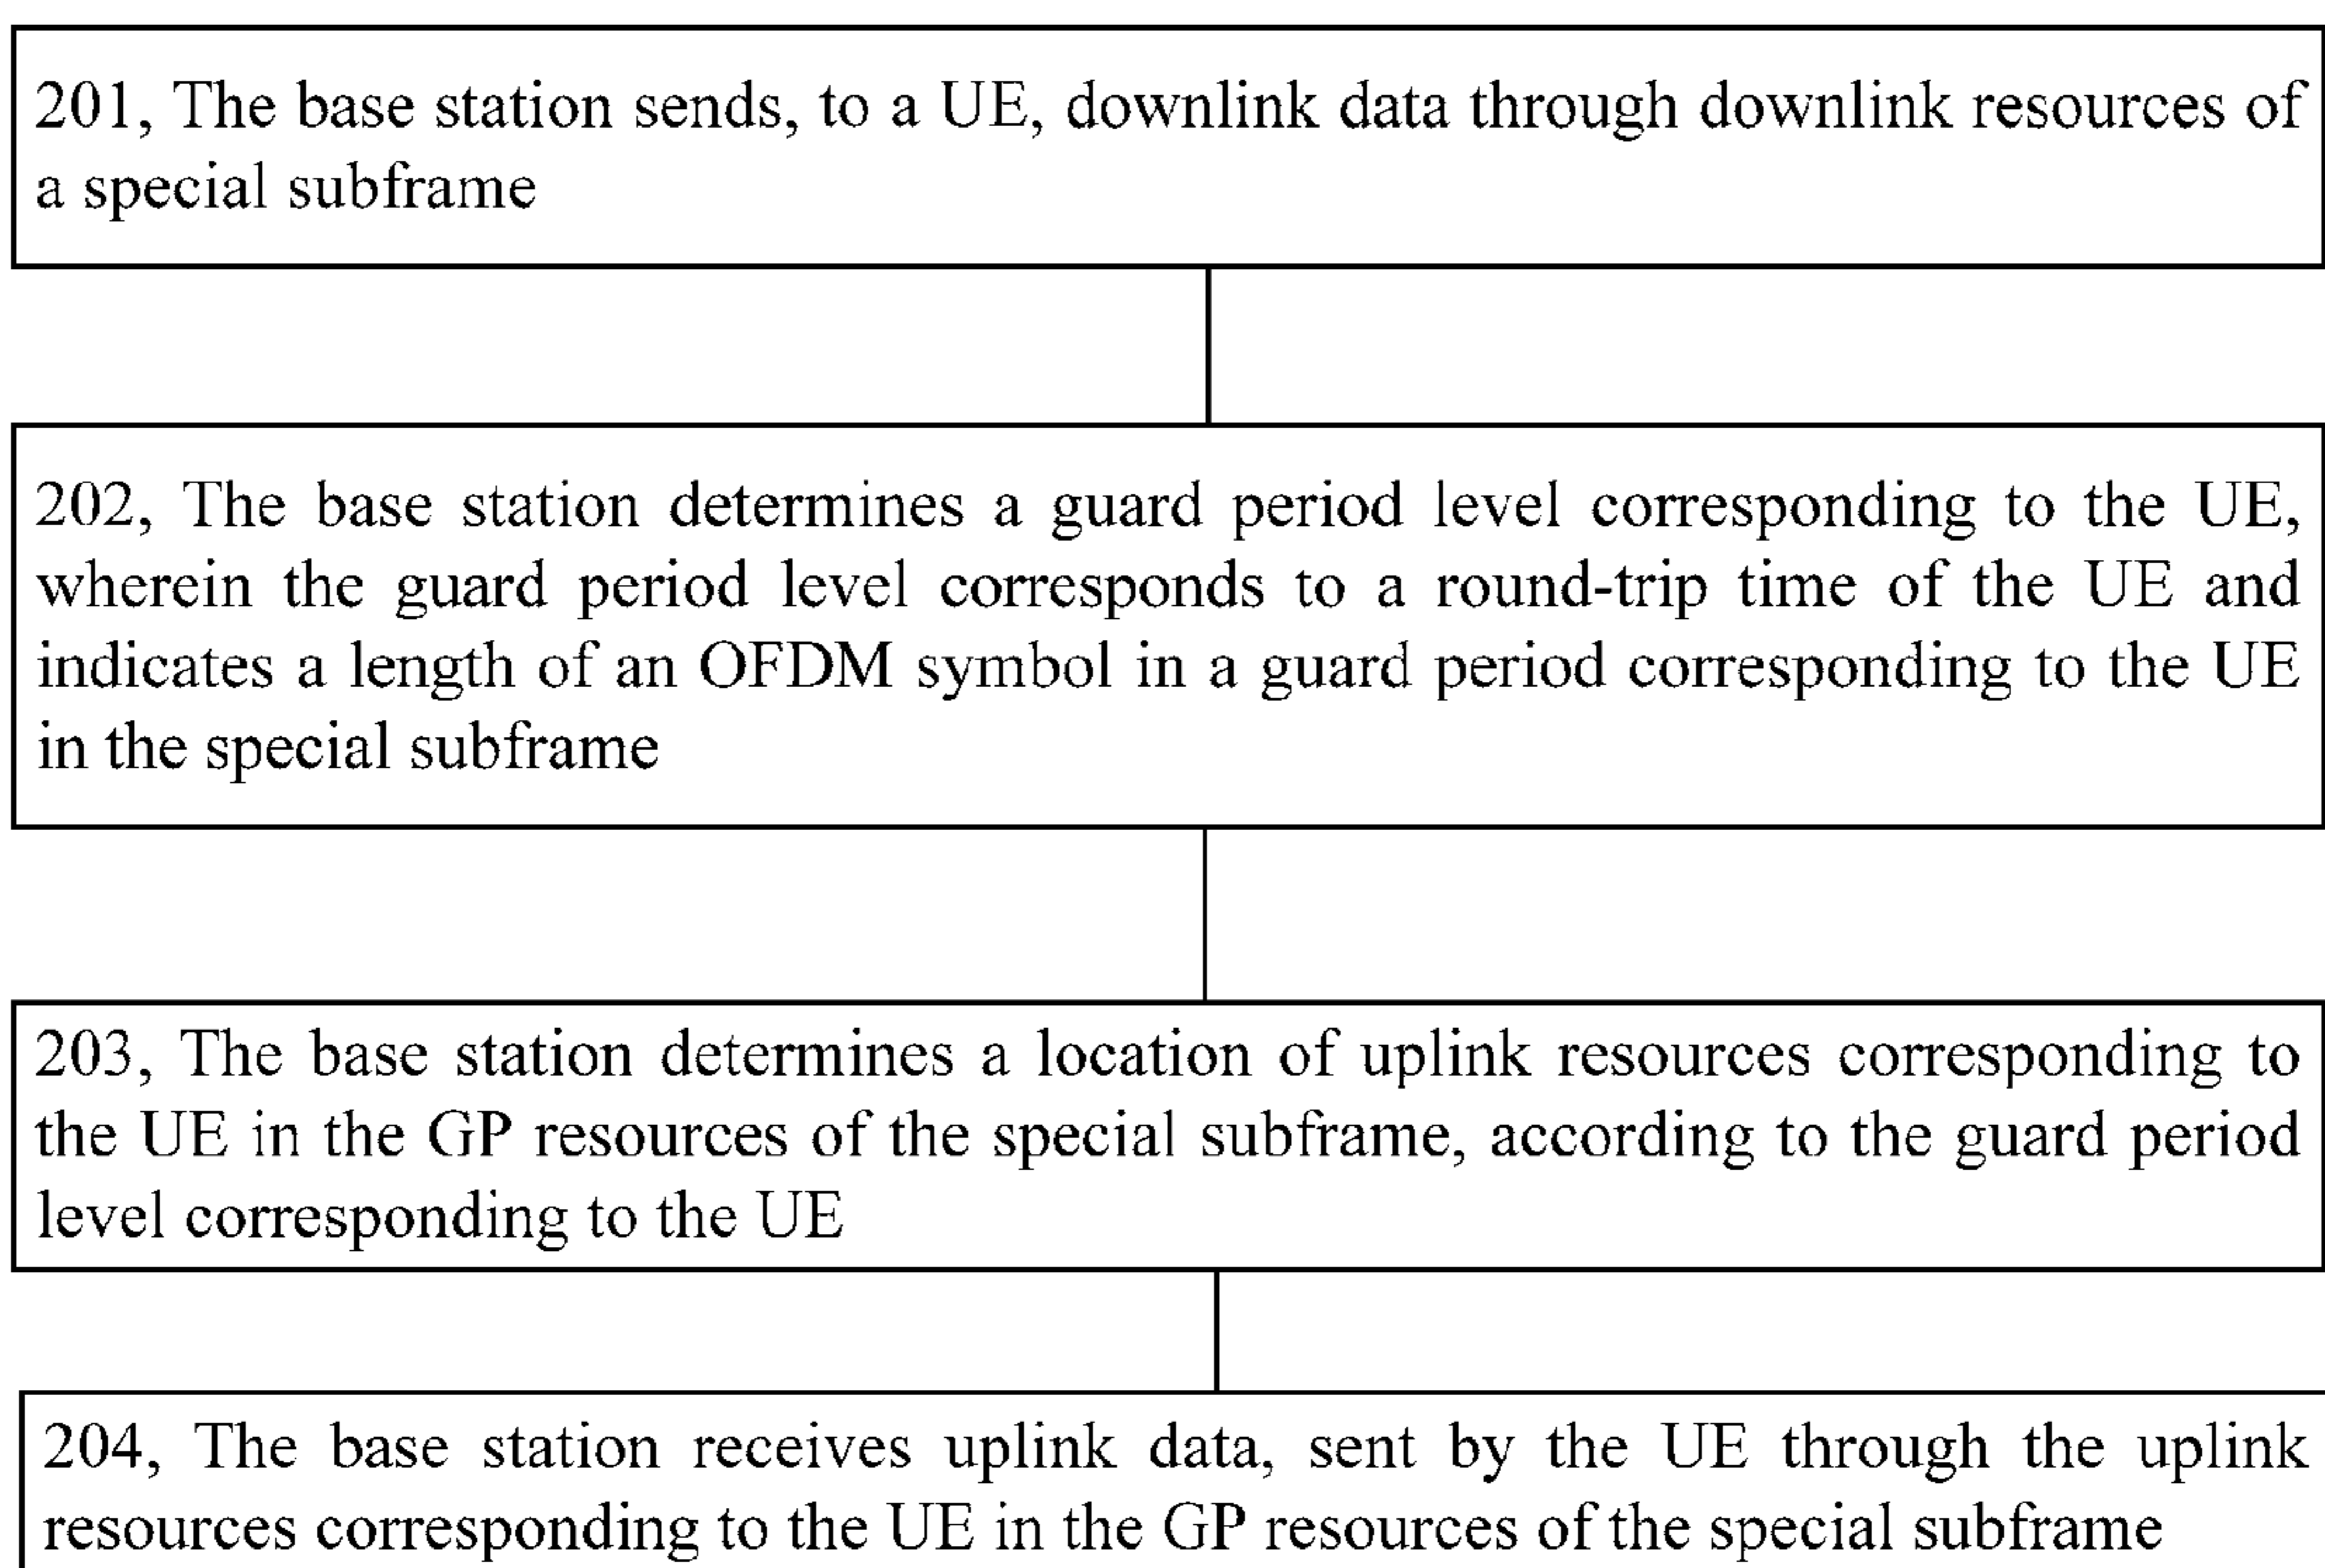 201, The base station sends, to a UE, downlink data through downlink resources of
a special subframe
202, The base station determines a guard period level corresponding to the UE,
wherein the guard period level corresponds to a round-trip time of the UE and
indicates a length of an OFDM symbol in a guard period corresponding to the UE
in the special subframe
203, The base station determines a location of uplink resources corresponding to
the UE in the GP resources of the special subframe, according to the guard period
level corresponding to the UE
204, The base station receives uplink data, sent by the UE through the uplink
resources corresponding to the UE in the GP resources of the special subframe